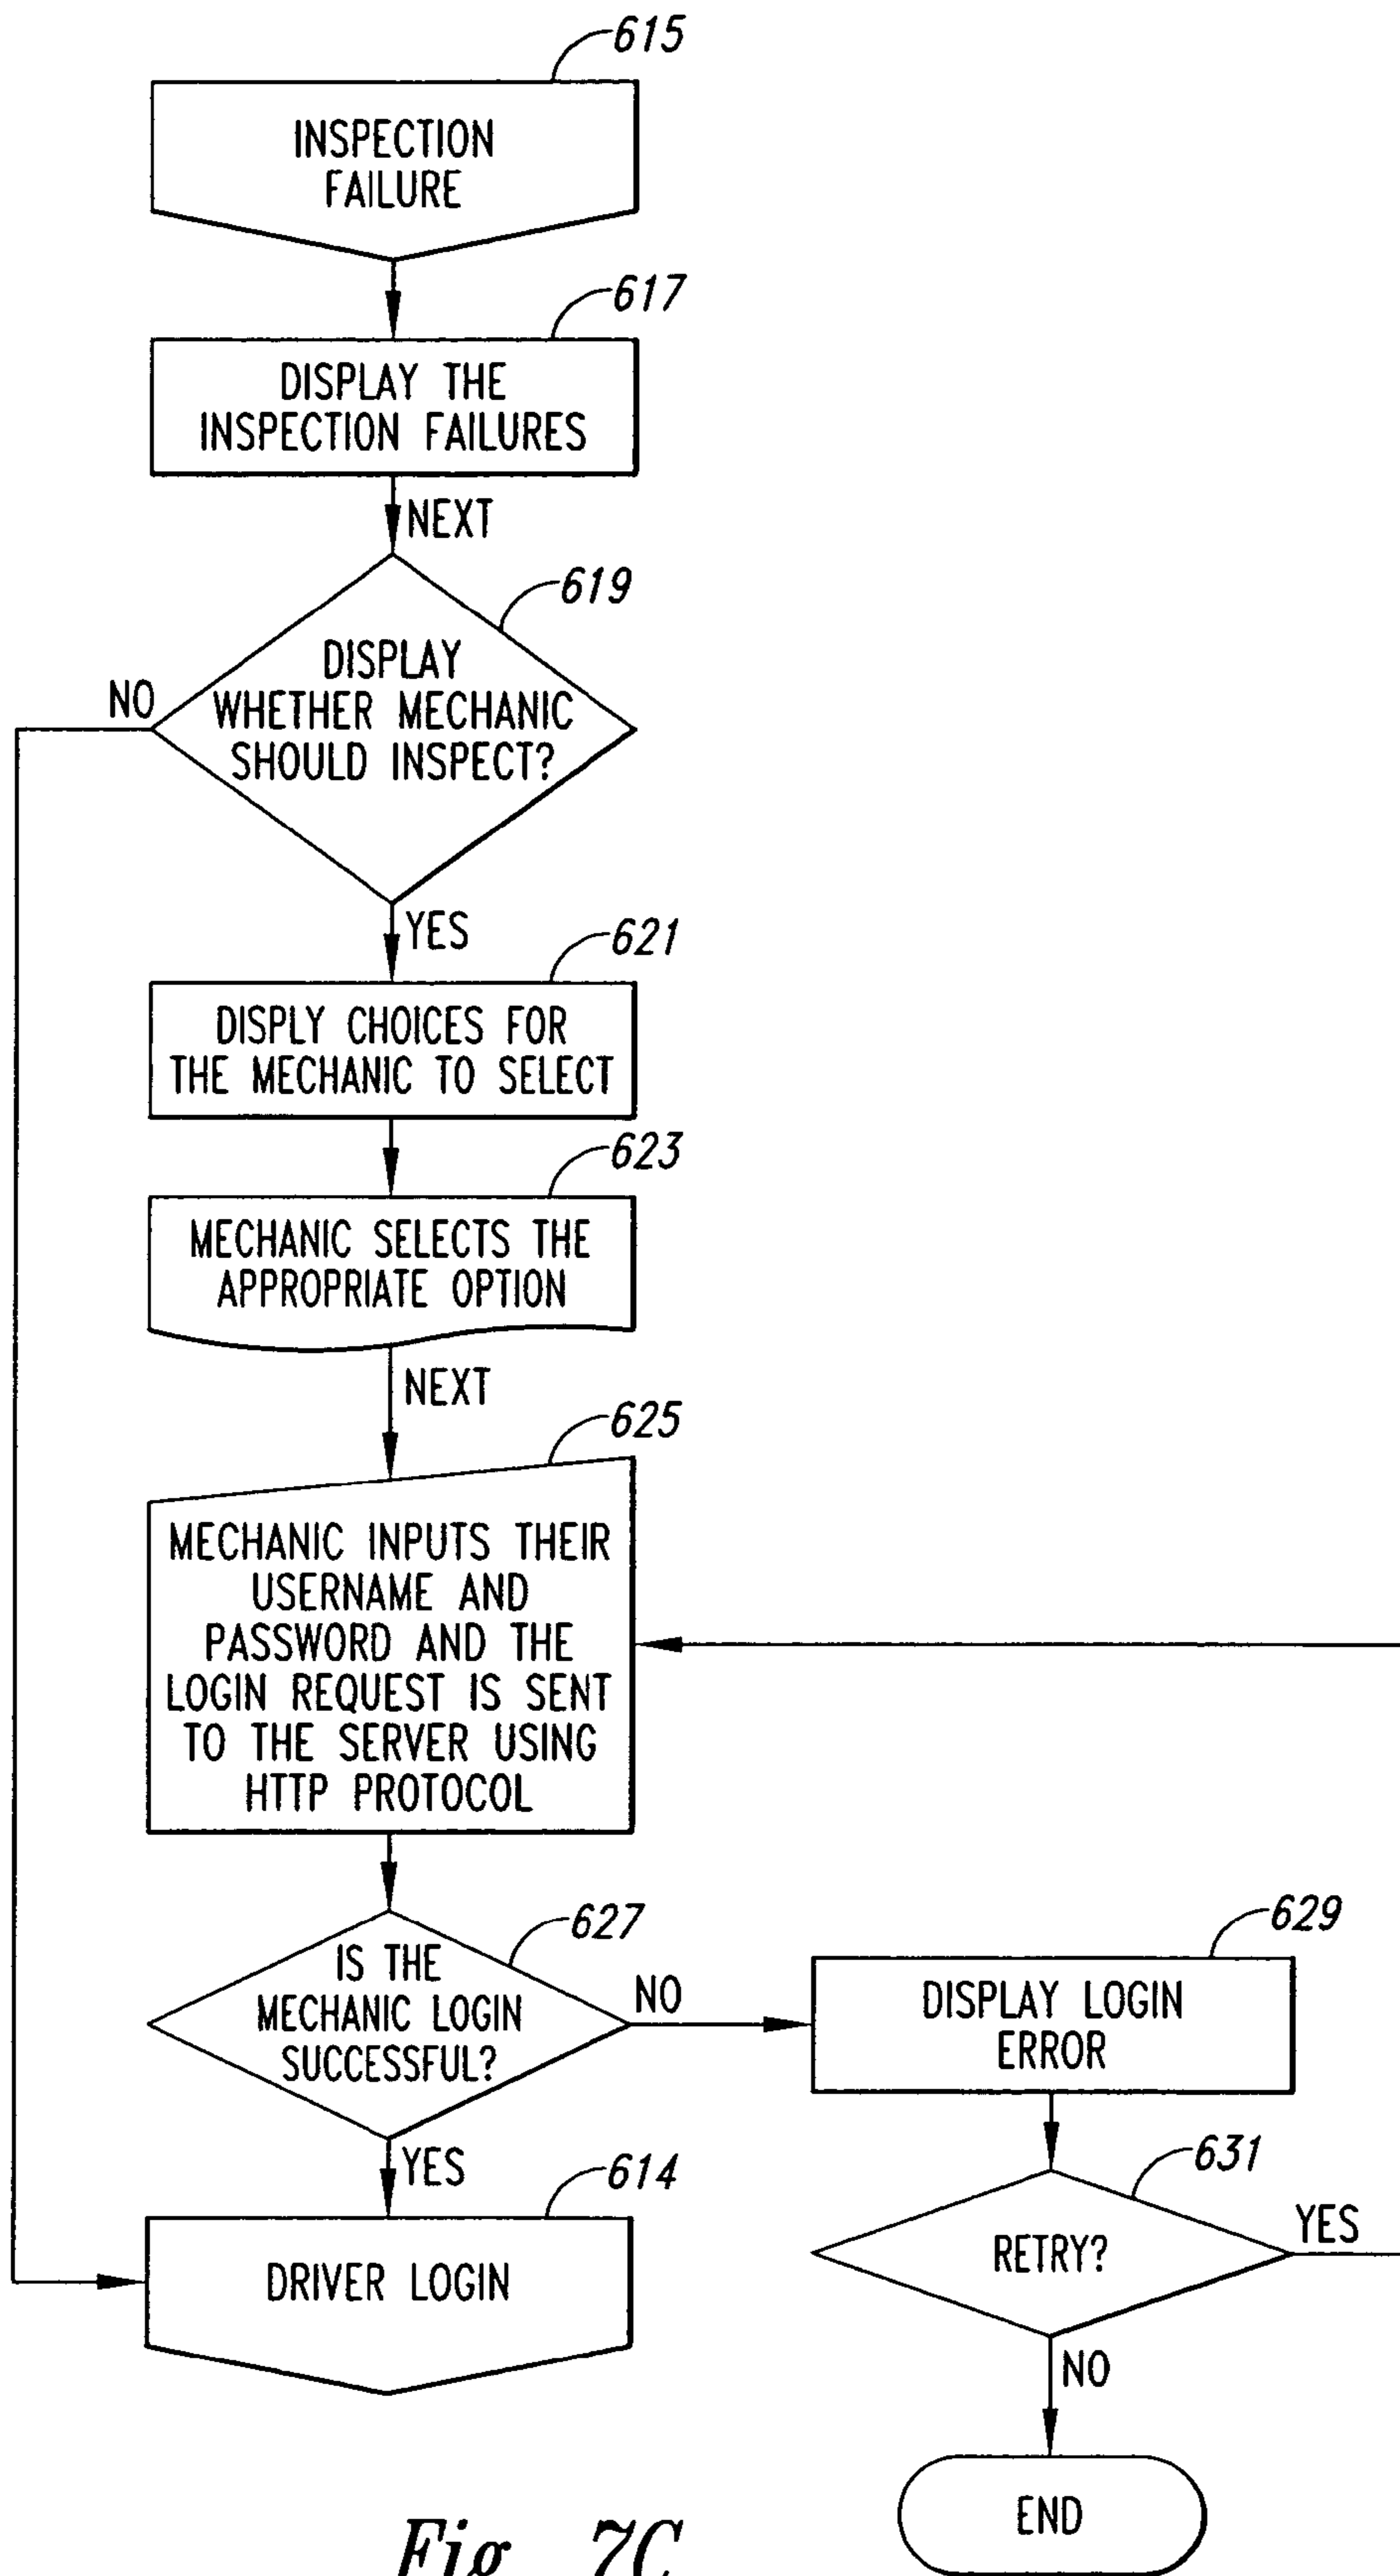 615
INSPECTION
FAILURE
617
DISPLAY THE
INSPECTION FAILURES
NEXT
619
DISPLAY
WHETHER MECHANIC
SHOULD INSPECT?
NO
YES
621
DISPLY CHOICES FOR
THE MECHANIC TO SELECT
623
MECHANIC SELECTS THE
APPROPRIATE OPTION
NEXT
625
MECHANIC INPUTS THEIR
USERNAME AND
PASSWORD AND THE
LOGIN REQUEST IS SENT
TO THE SERVER USING
HTTP PROTOCOL
627
IS THE
MECHANIC LOGIN
SUCCESSFUL?
NO
629
DISPLAY LOGIN
ERROR
YES
631
RETRY?
YES
614
DRIVER LOGIN
NO
END
Fig. 7C